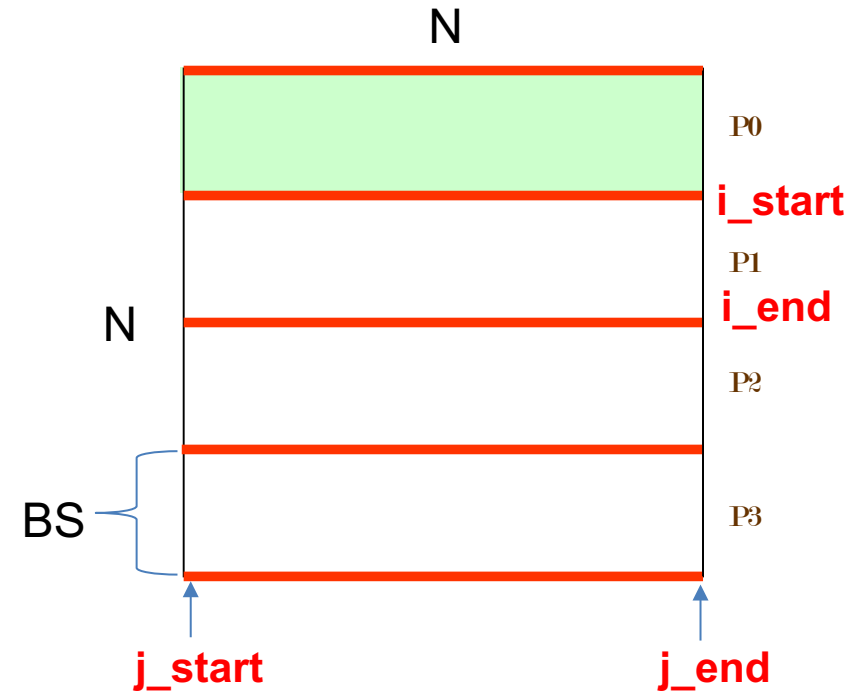 N
P0
i_start
P1
i_end
N
P2
BS
P3
j_start
j_end